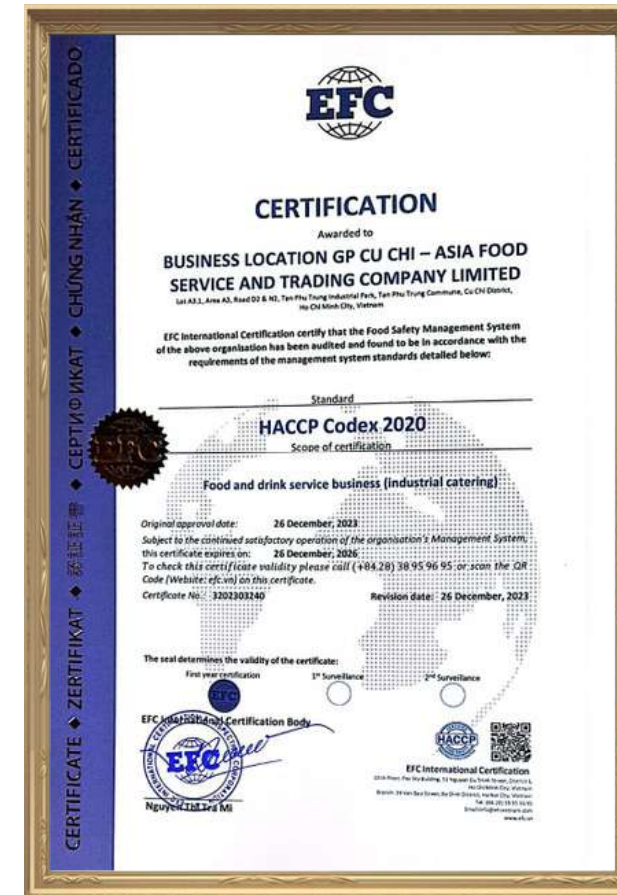 EFC
CERTIFICATION
Awarded to
BUSINESS LOCATION GP CU CHI – ASIA FOOD
SERVICE AND TRADING COMPANY LIMITED
Lot A3.1, Area A3, Road D2 & N2, Tan Phu Trung Industrial Park, Tan Phu Trung Commune, Cu Chi District,
Ho Chi Minh City, Vietnam
EFC International Certification certify that the Food Safety Management System
of the above organisation has been audited and found to be in accordance with the
requirements of the management system standards detailed below:
Standard
HACCP Codex 2020
Scope of certification
Food and drink service business (industrial catering)
Original approval date: 26 December, 2023
Subject to the continued satisfactory operation of the organisation's Management System,
this certificate expires on: 26 December, 2026
To check this certificate validity please call (+84.28) 38 95 96 95 or scan the QR
Code (Website: efc.vn) on this certificate.
Certificate No.: 3202303240 Revision date: 26 December, 2023
The seal determines the validity of the certificate:
First year certification 1st Surveillance 2nd Surveillance
EFC
EFC International Certification Body
EFC
Nguyen Thi Tra Mi
HACCP
EFC International Certification
www.efc.vn
CERTIFICATE ◆ ZERTIFIKAT ◆ 認証証書 ◆ СЕРТИФИКАТ ◆ CHỨNG NHẬN ◆ CERTIFICADO
EFC